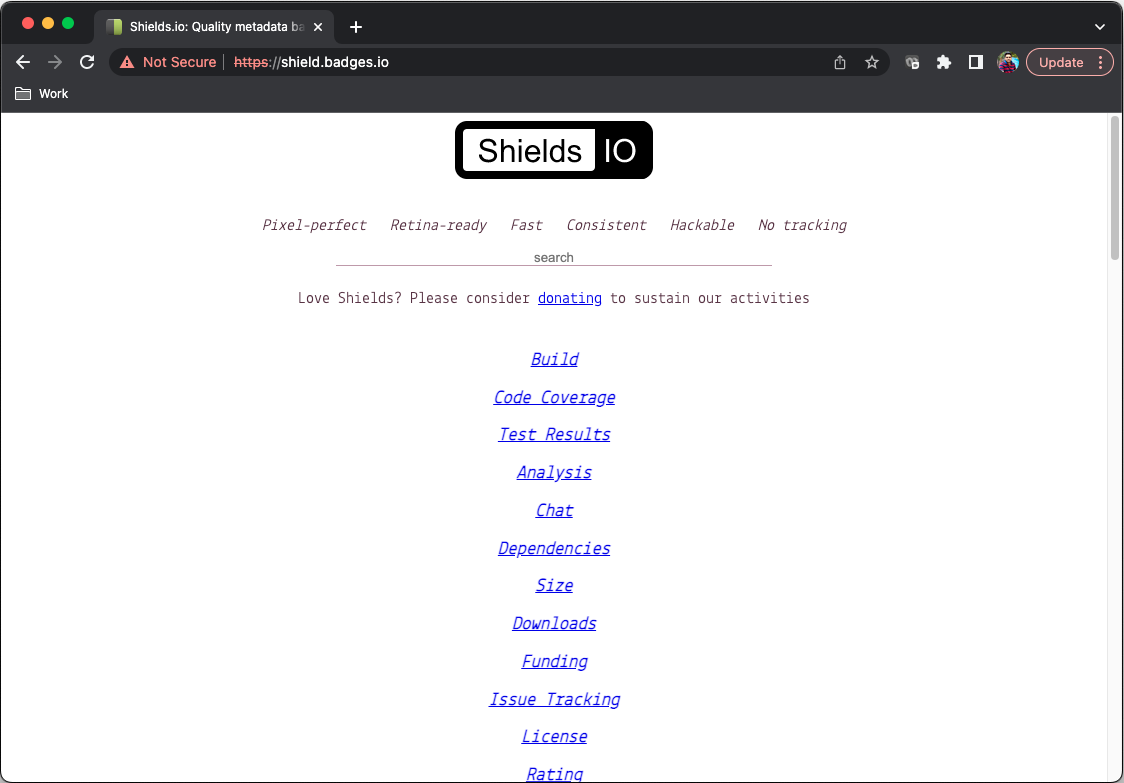 Shields.io: Quality metadata ba
Not Secure https://shield.badges.io Update
Work
Shields IO
Pixel-perfect Retina-ready Fast Consistent Hackable No tracking
search
Love Shields? Please consider donating to sustain our activities
Build
Code Coverage
Test Results
Analysis
Chat
Dependencies
Size
Downloads
Funding
Issue Tracking
License
Rating